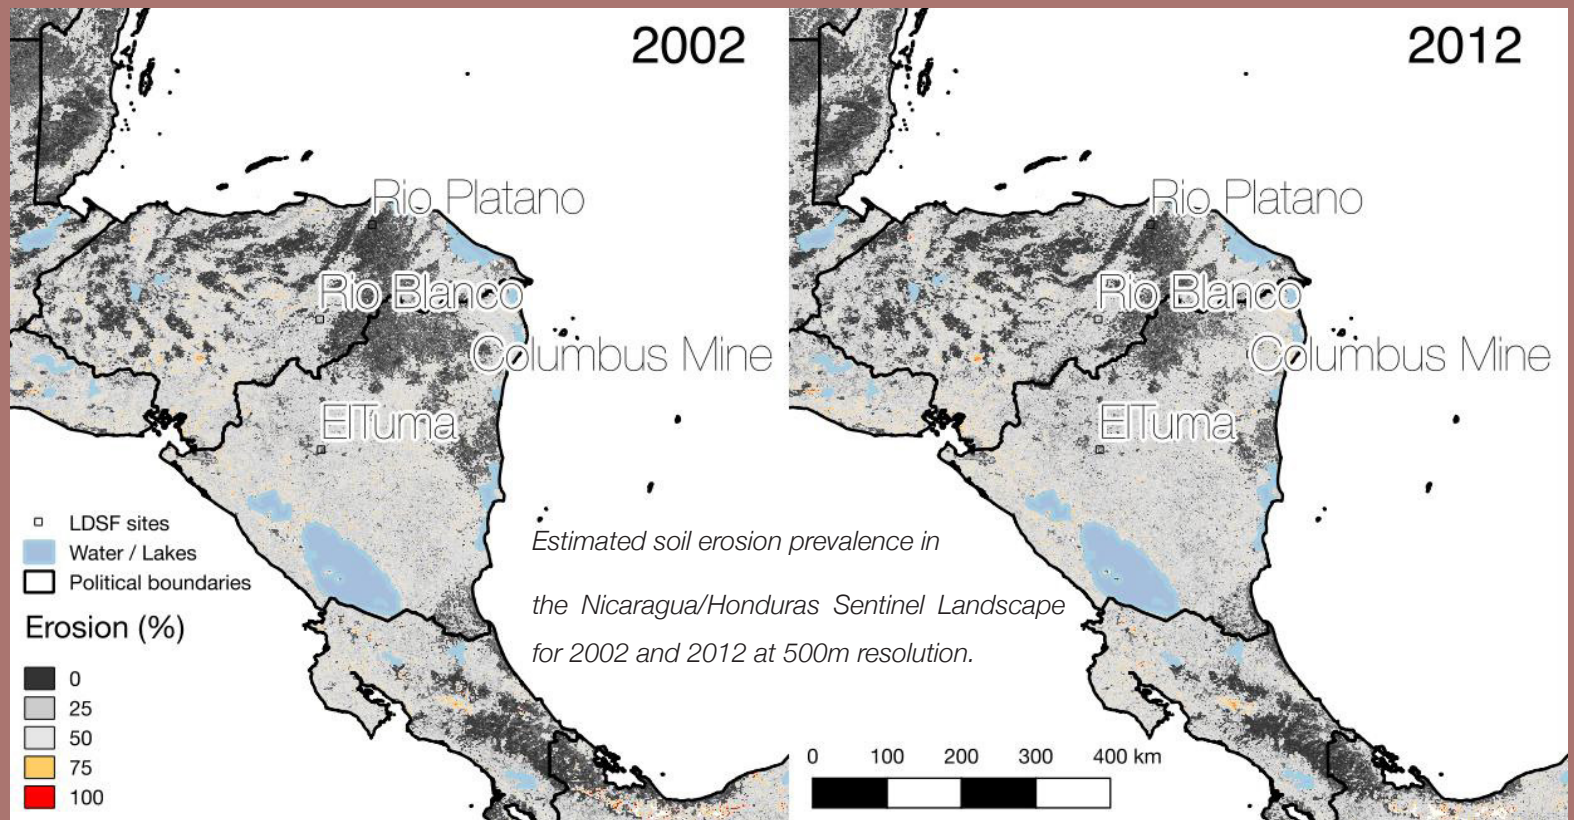 2002
Rio Platano
Rio Blanco
Columbus Mine
ElTuma
LDSF sites
Water / Lakes
Political boundaries
Erosion (%)
0
25
50
75
100
2012
Rio Platano
Rio Blanco
Columbus Mine
ElTuma
Estimated soil erosion prevalence in
the Nicaragua/Honduras Sentinel Landscape
for 2002 and 2012 at 500m resolution.
0 100 200 300 400 km